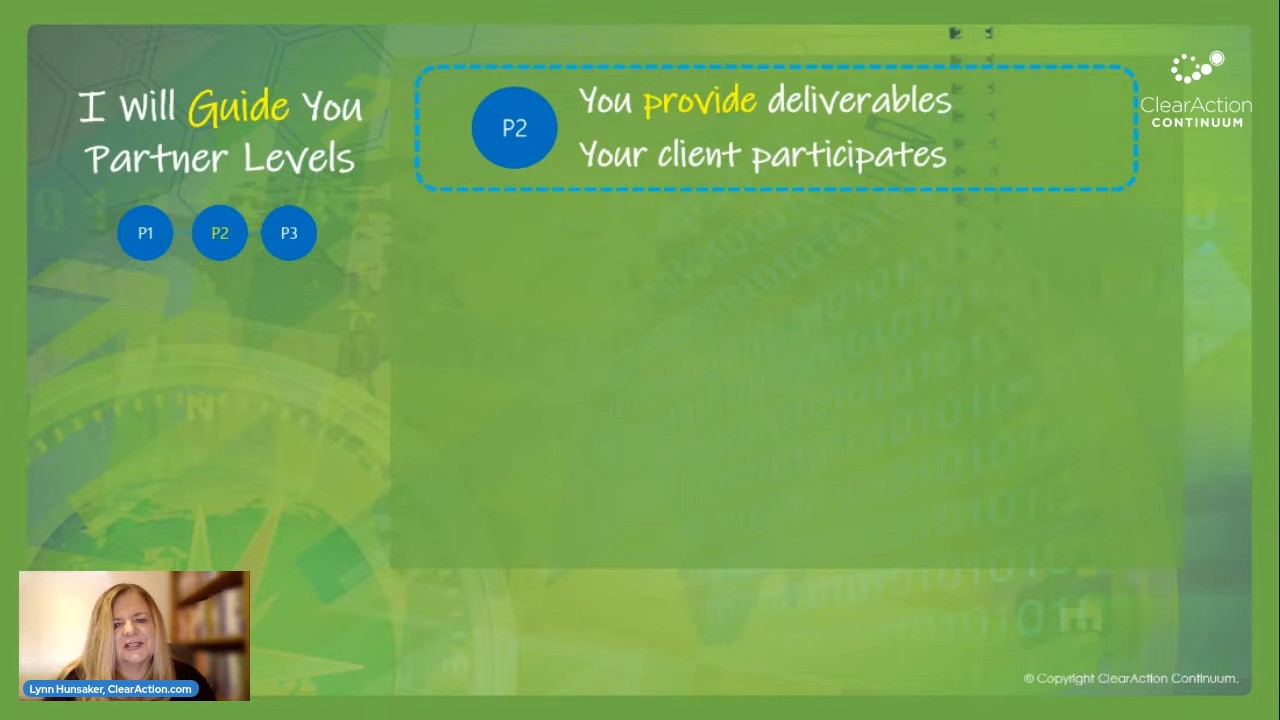 I Will Guide You
Partner Levels
P1 P2 P3
P2
You provide deliverables
Your client participates
ClearAction
CONTINUUM
N
Lynn Hunsaker, ClearAction.com
© Copyright ClearAction Continuum.